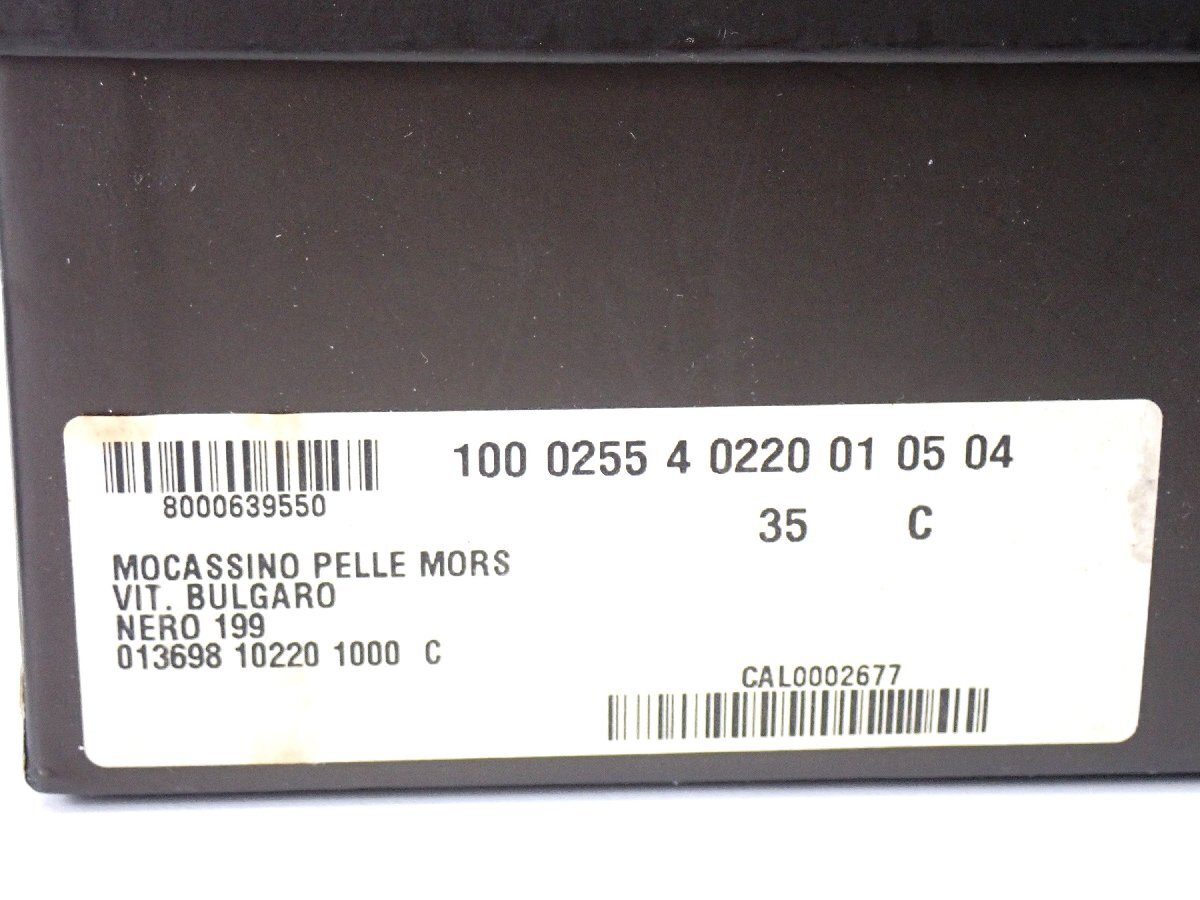 100 0255 4 0220 01 05 04
8000639550
35 C
MOCASSINO PELLE MORS
VIT. BULGARO
NERO 199
013698 10220 1000 C
CAL0002677